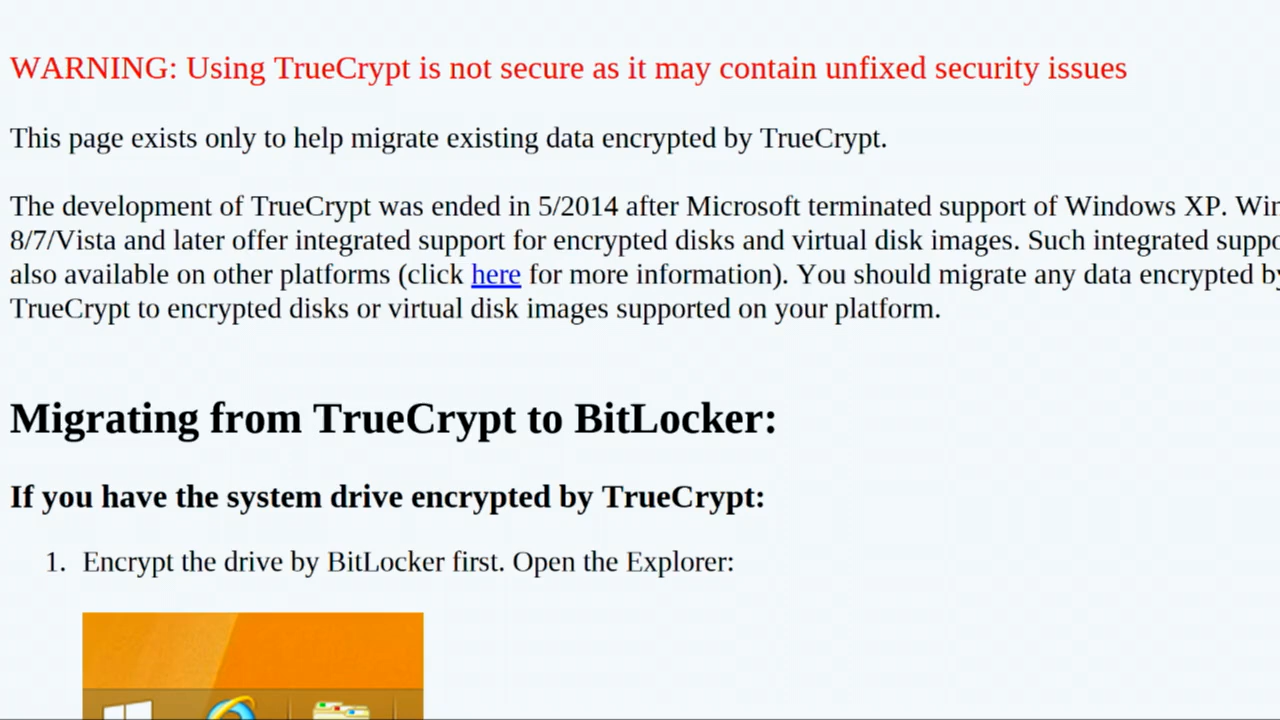 WARNING: Using TrueCrypt is not secure as it may contain unfixed security issues
This page exists only to help migrate existing data encrypted by TrueCrypt.
The development of TrueCrypt was ended in 5/2014 after Microsoft terminated support of Windows XP.
8/7/Vista and later offer integrated support for encrypted disks and virtual disk images. Such integrated
also available on other platforms (click here for more information). You should migrate any data encrypted by
TrueCrypt to encrypted disks or virtual disk images supported on your platform.
Migrating from TrueCrypt to BitLocker:
If you have the system drive encrypted by TrueCrypt:
1. Encrypt the drive by BitLocker first. Open the Explorer: